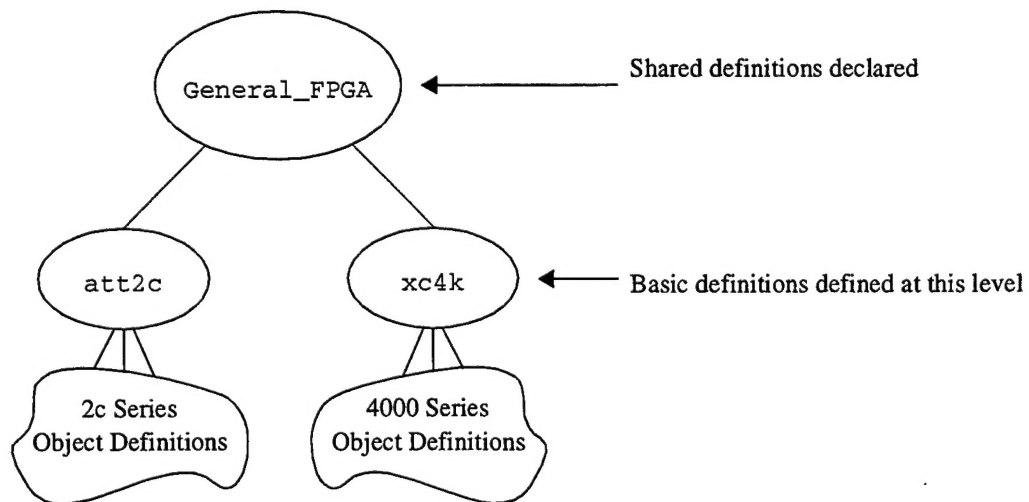 General_FPGA
Shared definitions declared
att2c
xc4k
Basic definitions defined at this level
2c Series
Object Definitions
4000 Series
Object Definitions